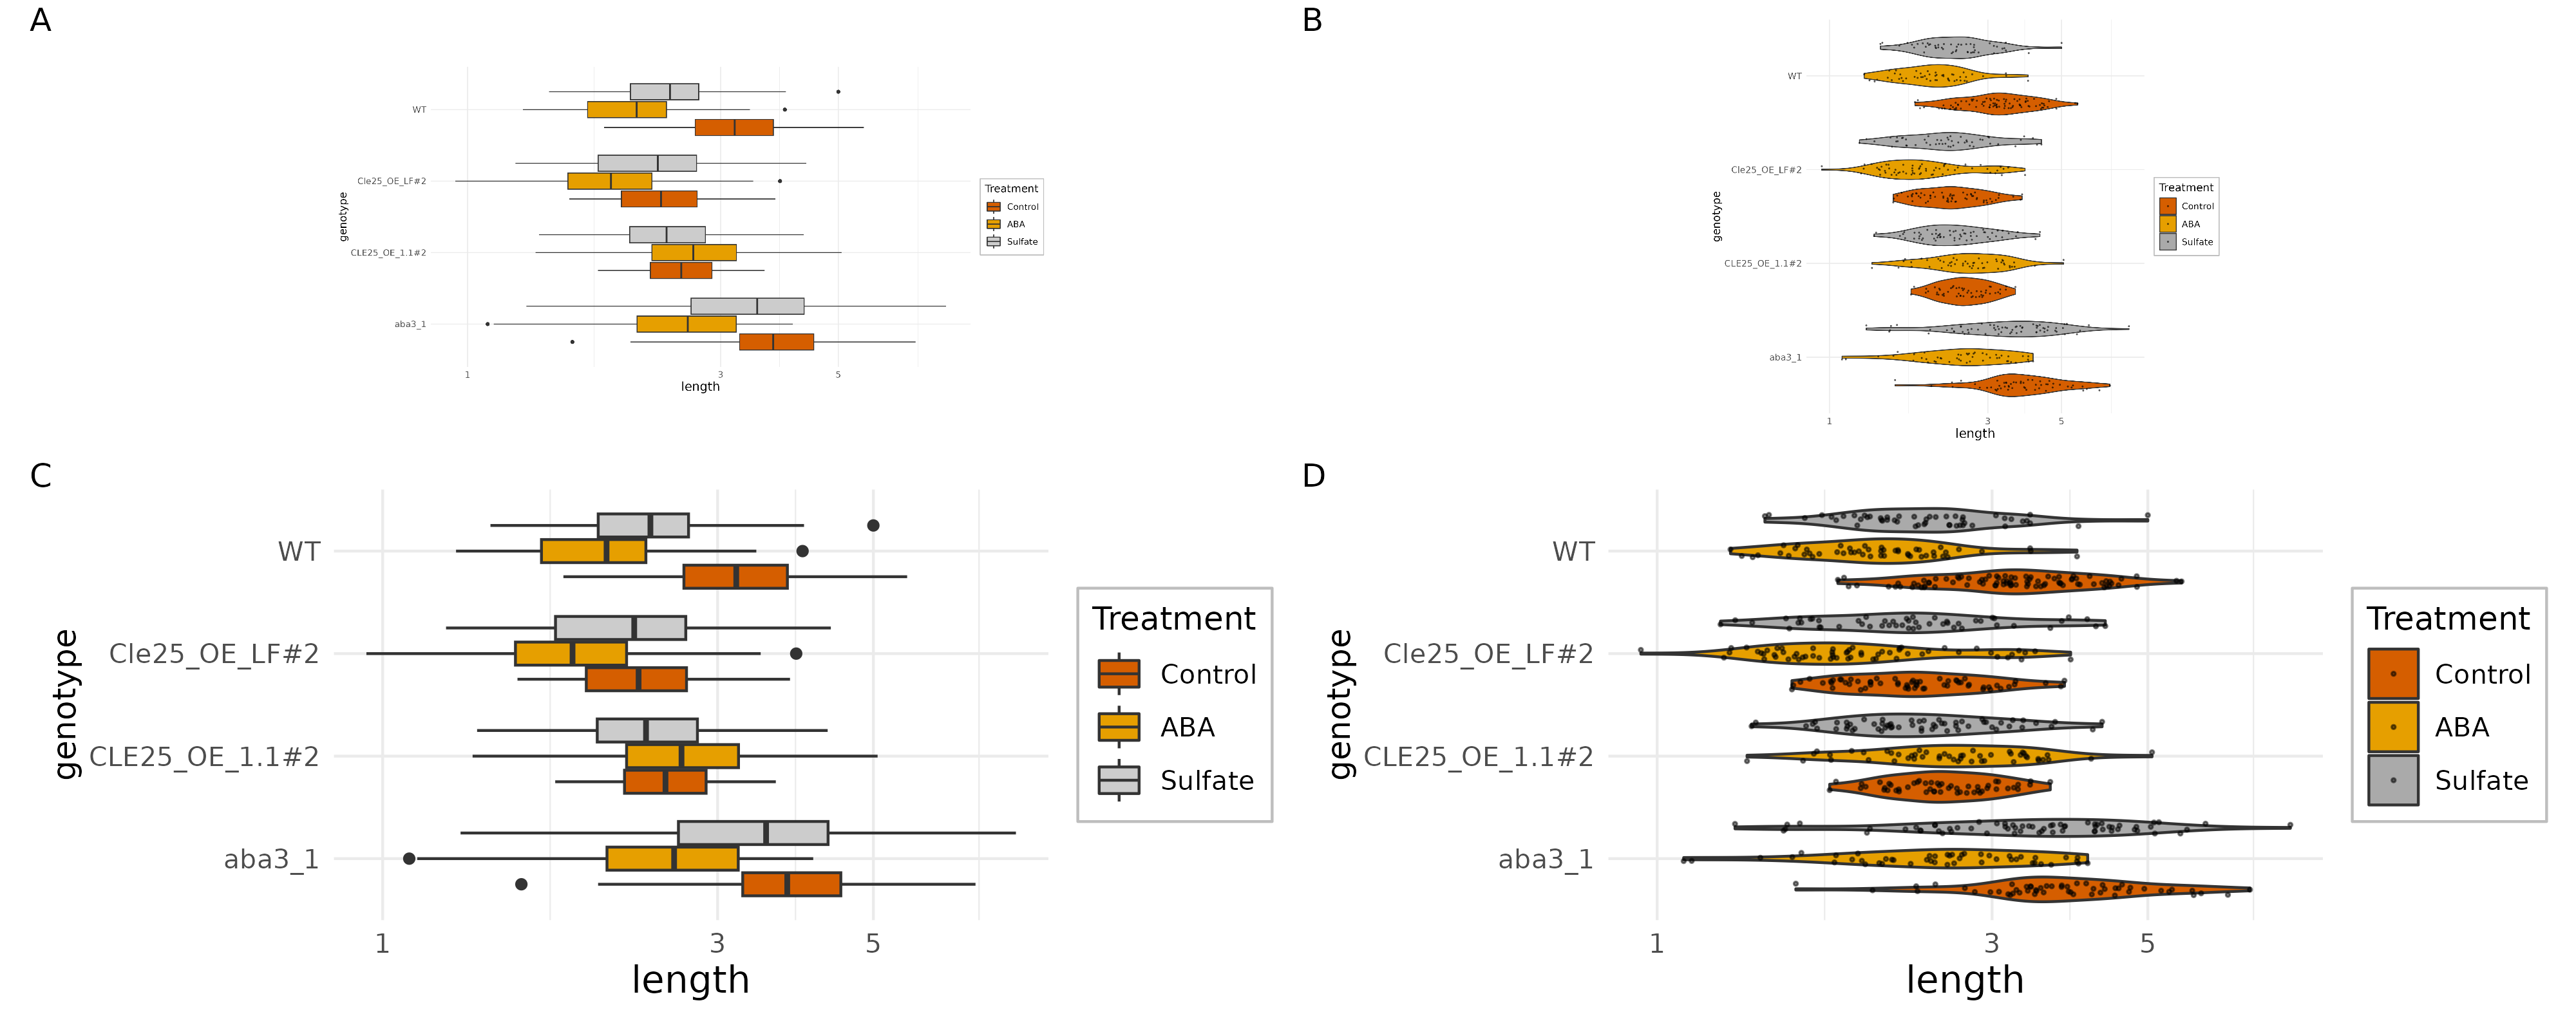 A
WT
Cle25_OE_LF#2
CLE25_OE_1.1#2
aba3_1
genotype
1 3 5
length
Treatment
Control
ABA
Sulfate
B
WT
Cle25_OE_LF#2
CLE25_OE_1.1#2
aba3_1
genotype
1 3 5
length
Treatment
Control
ABA
Sulfate
C
WT
Cle25_OE_LF#2
CLE25_OE_1.1#2
aba3_1
genotype
1 3 5
length
Treatment
Control
ABA
Sulfate
D
WT
Cle25_OE_LF#2
CLE25_OE_1.1#2
aba3_1
genotype
1 3 5
length
Treatment
Control
ABA
Sulfate